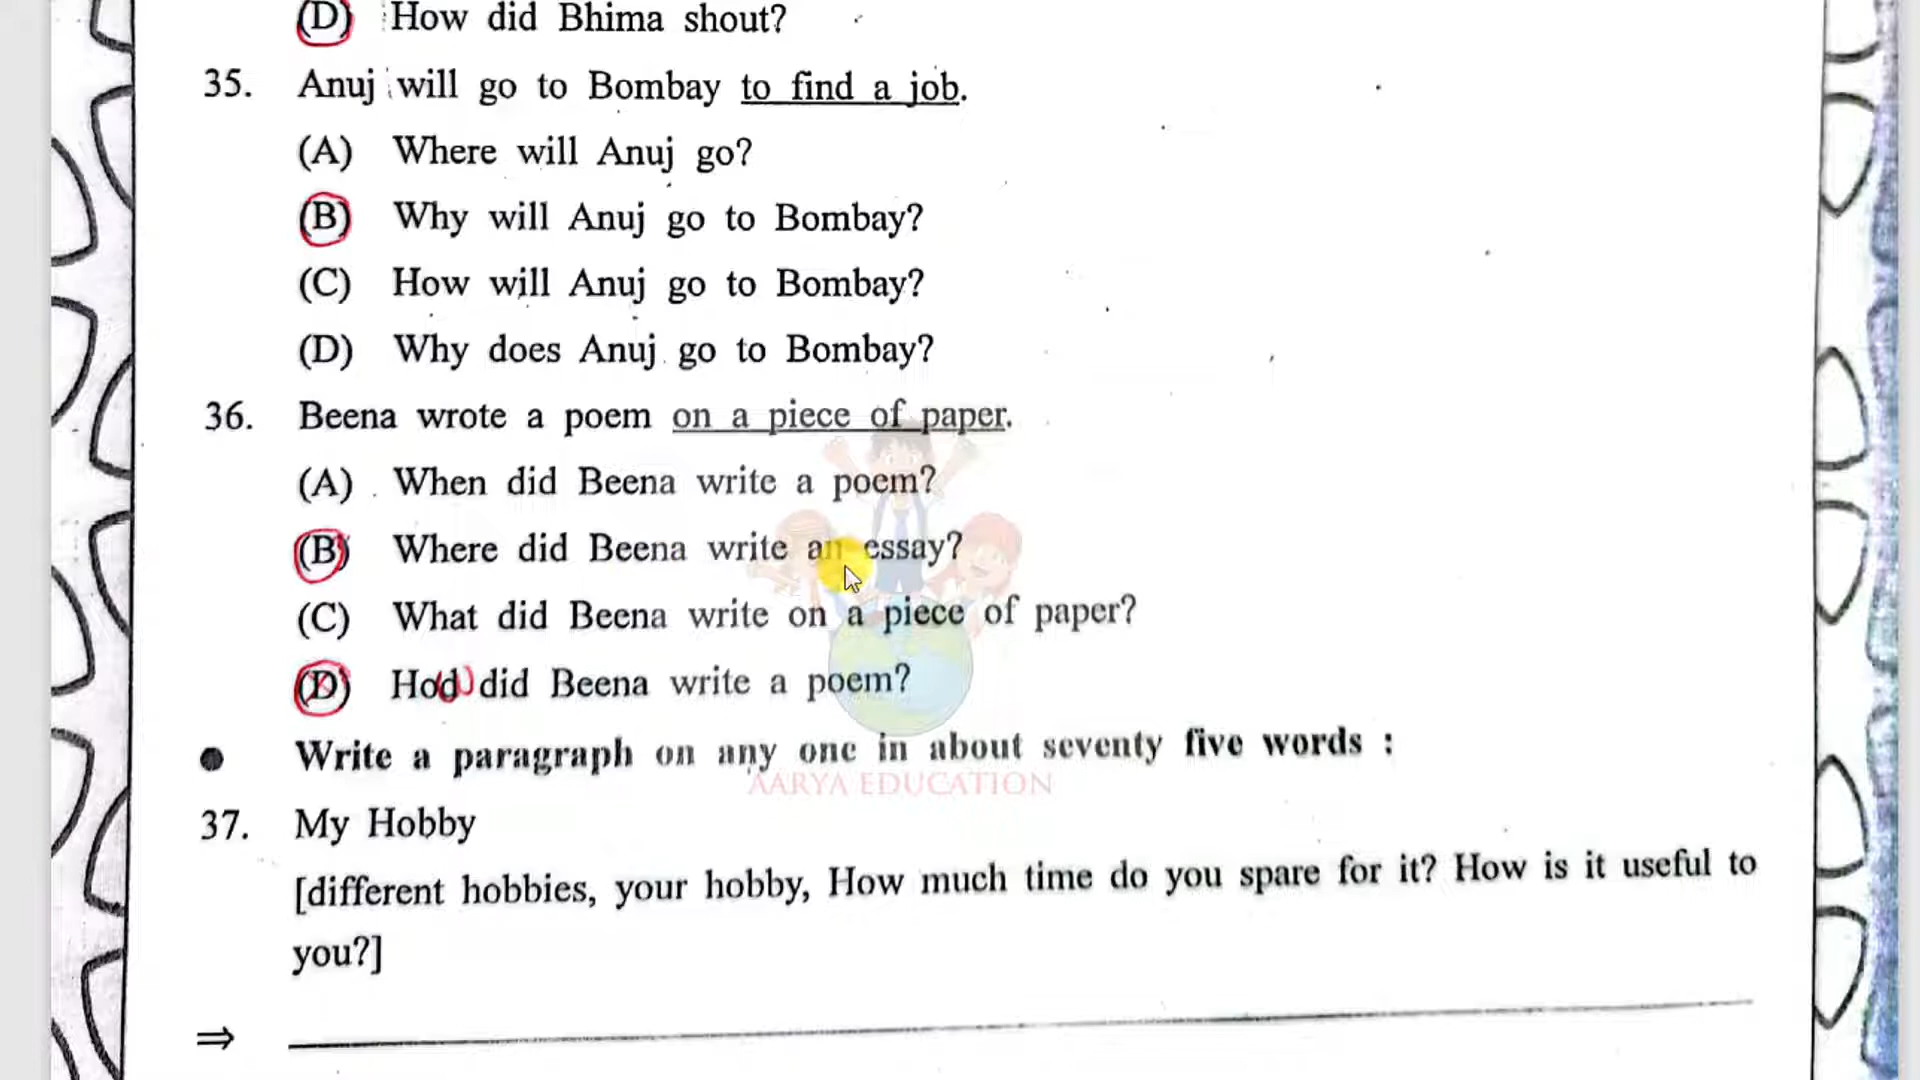 (D) How did Bhima shout?
35. Anuj will go to Bombay to find a job.
(A) Where will Anuj go?
(B) Why will Anuj go to Bombay?
(C) How will Anuj go to Bombay?
(D) Why does Anuj go to Bombay?
36. Beena wrote a poem on a piece of paper.
(A) When did Beena write a poem?
(B) Where did Beena write an essay?
(C) What did Beena write on a piece of paper?
(D) How did Beena write a poem?
● Write a paragraph on any one in about seventy five words :
AARYA EDUCATION
37. My Hobby
[different hobbies, your hobby, How much time do you spare for it? How is it useful to
you?]
⇒